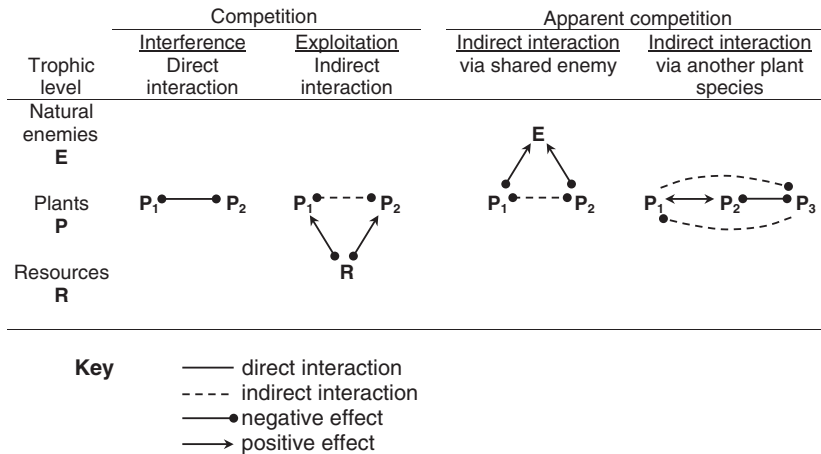 Competition Apparent competition
Interference Exploitation Indirect interaction Indirect interaction
Trophic Direct Indirect via shared enemy via another plant
level interaction interaction species
Natural
enemies
E E
Plants P1 P2 P1 P2 P1 P2 P1 P2 P3
P
R
Resources
R
Key direct interaction
indirect interaction
negative effect
positive effect